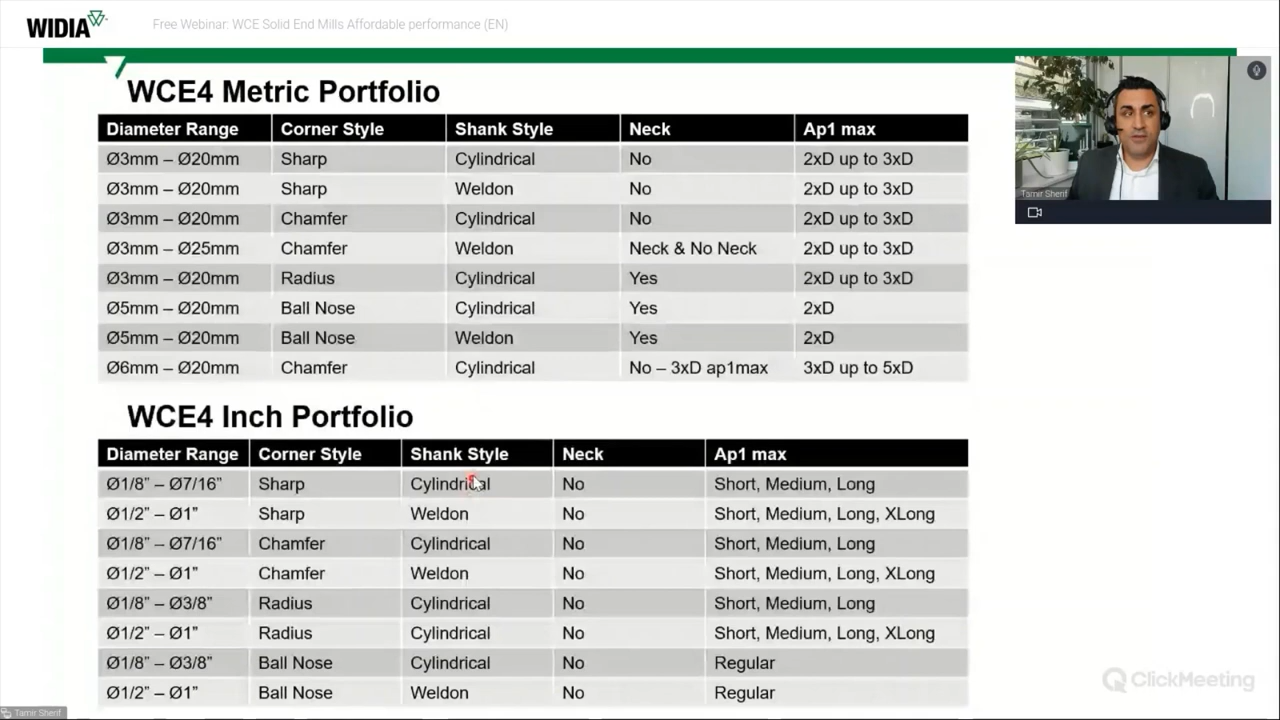 WIDIA
Free Webinar: WCE Solid End Mills Affordable performance (EN)
WCE4 Metric Portfolio
Diameter Range Corner Style Shank Style Neck Ap1 max
Ø3mm – Ø20mm Sharp Cylindrical No 2xD up to 3xD
Ø3mm – Ø20mm Sharp Weldon No 2xD up to 3xD
Ø3mm – Ø20mm Chamfer Cylindrical No 2xD up to 3xD
Ø3mm – Ø25mm Chamfer Weldon Neck & No Neck 2xD up to 3xD
Ø3mm – Ø20mm Radius Cylindrical Yes 2xD up to 3xD
Ø5mm – Ø20mm Ball Nose Cylindrical Yes 2xD
Ø5mm – Ø20mm Ball Nose Weldon Yes 2xD
Ø6mm – Ø20mm Chamfer Cylindrical No – 3xD ap1max 3xD up to 5xD
Tamir Sherif
WCE4 Inch Portfolio
Diameter Range Corner Style Shank Style Neck Ap1 max
Ø1/8” – Ø7/16” Sharp Cylindrical No Short, Medium, Long
Ø1/2” – Ø1” Sharp Weldon No Short, Medium, Long, XLong
Ø1/8” – Ø7/16” Chamfer Cylindrical No Short, Medium, Long
Ø1/2” – Ø1” Chamfer Weldon No Short, Medium, Long, XLong
Ø1/8” – Ø3/8” Radius Cylindrical No Short, Medium, Long
Ø1/2” – Ø1” Radius Cylindrical No Short, Medium, Long, XLong
Ø1/8” – Ø3/8” Ball Nose Cylindrical No Regular
Ø1/2” – Ø1” Ball Nose Weldon No Regular
ClickMeeting
Tamir Sherif